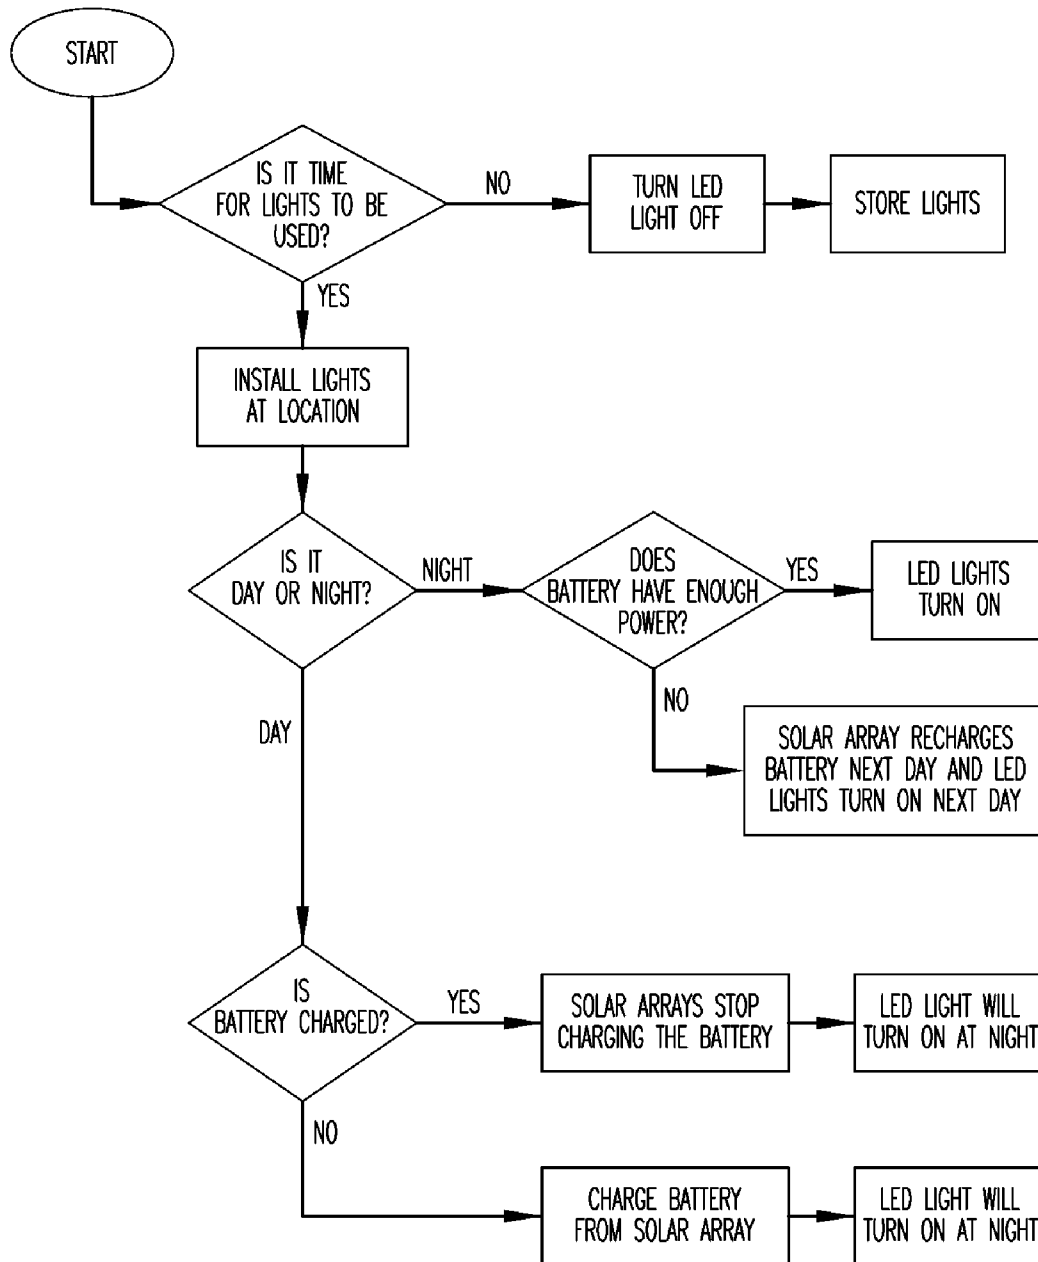 START
IS IT TIME
FOR LIGHTS TO BE
USED?
NO
TURN LED
LIGHT OFF
STORE LIGHTS
YES
INSTALL LIGHTS
AT LOCATION
IS IT
DAY OR NIGHT?
NIGHT
DOES
BATTERY HAVE ENOUGH
POWER?
YES
LED LIGHTS
TURN ON
NO
SOLAR ARRAY RECHARGES
BATTERY NEXT DAY AND LED
LIGHTS TURN ON NEXT DAY
DAY
IS
BATTERY CHARGED?
YES
SOLAR ARRAYS STOP
CHARGING THE BATTERY
LED LIGHT WILL
TURN ON AT NIGHT
NO
CHARGE BATTERY
FROM SOLAR ARRAY
LED LIGHT WILL
TURN ON AT NIGHT